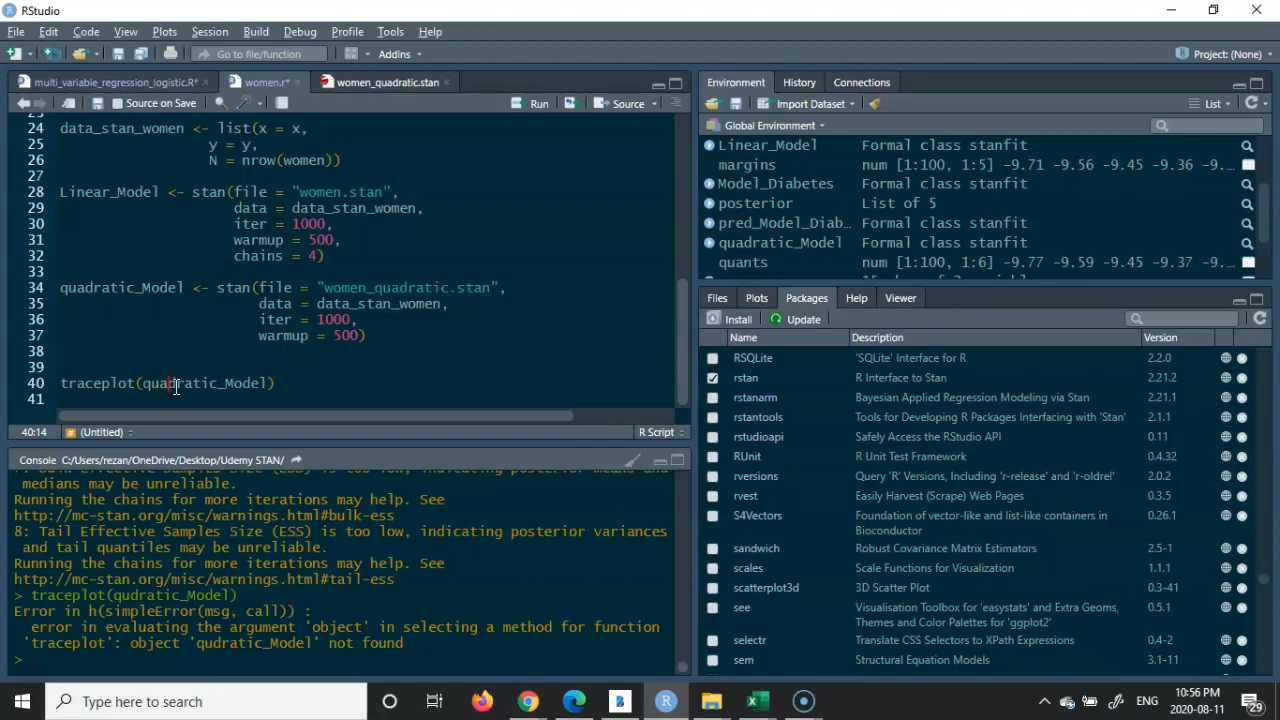 RStudio
File Edit Code View Plots Session Build Debug Profile Tools Help
Go to file/function
Addins
Project: (None)
multi_variable_regression_logistic.R* women.r* women_quadratic.stan
Source on Save Run Source
24 data_stan_women <- list(x = x,
25 y = y,
26 N = nrow(women))
27
28 Linear_Model <- stan(file = "women.stan",
29 data = data_stan_women,
30 iter = 1000,
31 warmup = 500,
32 chains = 4)
33
34 quadratic_Model <- stan(file = "women_quadratic.stan",
35 data = data_stan_women,
36 iter = 1000,
37 warmup = 500)
38
39
40 traceplot(quadratic_Model)
41
40:14 # (Untitled) R Script
Console C:/Users/rezan/OneDrive/Desktop/Udemy STAN/
medians may be unreliable.
Running the chains for more iterations may help. See
http://mc-stan.org/misc/warnings.html#bulk-ess
8: Tail Effective Samples Size (ESS) is too low, indicating posterior variances
and tail quantiles may be unreliable.
Running the chains for more iterations may help. See
http://mc-stan.org/misc/warnings.html#tail-ess
> traceplot(qudratic_Model)
Error in h(simpleError(msg, call)) :
error in evaluating the argument 'object' in selecting a method for function
'traceplot': object 'qudratic_Model' not found
>
Environment History Connections
Import Dataset List
Global Environment
Linear_Model Formal class stanfit
margins num [1:100, 1:5] -9.71 -9.56 -9.45 -9.36 -9...
Model_Diabetes Formal class stanfit
posterior List of 5
pred_Model_Diab... Formal class stanfit
quadratic_Model Formal class stanfit
quants num [1:100, 1:6] -9.77 -9.59 -9.45 -9.37 -9...
Files Plots Packages Help Viewer
Install Update
Name Description Version
RSQLite 'SQLite' Interface for R 2.2.0
rstan R Interface to Stan 2.21.2
rstanarm Bayesian Applied Regression Modeling via Stan 2.21.1
rstantools Tools for Developing R Packages Interfacing with 'Stan' 2.1.1
rstudioapi Safely Access the RStudio API 0.11
RUnit R Unit Test Framework 0.4.32
rversions Query 'R' Versions, Including 'r-release' and 'r-oldrel' 2.0.2
rvest Easily Harvest (Scrape) Web Pages 0.3.5
S4Vectors Foundation of vector-like and list-like containers in 0.26.1
Bioconductor
sandwich Robust Covariance Matrix Estimators 2.5-1
scales Scale Functions for Visualization 1.1.1
scatterplot3d 3D Scatter Plot 0.3-41
see Visualisation Toolbox for 'easystats' and Extra Geoms, 0.5.1
Themes and Color Palettes for 'ggplot2'
selectr Translate CSS Selectors to XPath Expressions 0.4-2
sem Structural Equation Models 3.1-11
Type here to search
ENG
10:56 PM
2020-08-11
29